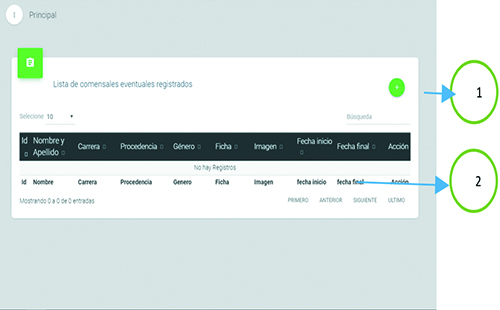 Principal
Lista de comensales eventuales registrados
1
Selecione 10
Búsqueda
Id Nombre y Apellido Carrera Procedencia Género Ficha Imagen Fecha inicio Fecha final Acción
No hay Registros
Id Nombre Carrera Procedencia Genero Ficha Imagen fecha inicio fecha final Acción
2
Mostrando 0 a 0 de 0 entradas
PRIMERO ANTERIOR SIGUIENTE ULTIMO